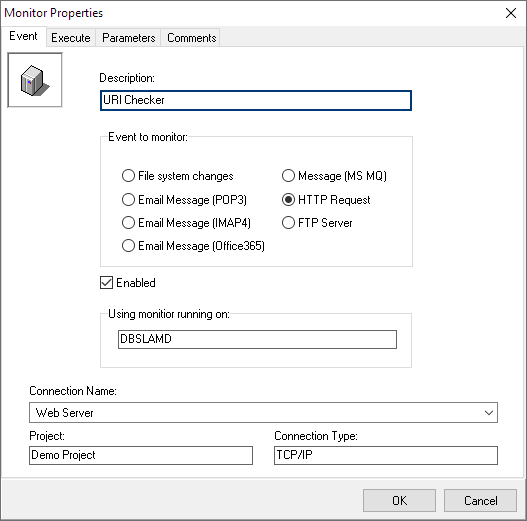 Monitor Properties
Event Execute Parameters Comments
Description:
URI Checker
Event to monitor:
File system changes Message (MS MQ)
Email Message (POP3) HTTP Request
Email Message (IMAP4) FTP Server
Email Message (Office365)
Enabled
Using monitior running on:
DBSLAMD
Connection Name:
Web Server
Project: Connection Type:
Demo Project TCP/IP
OK Cancel